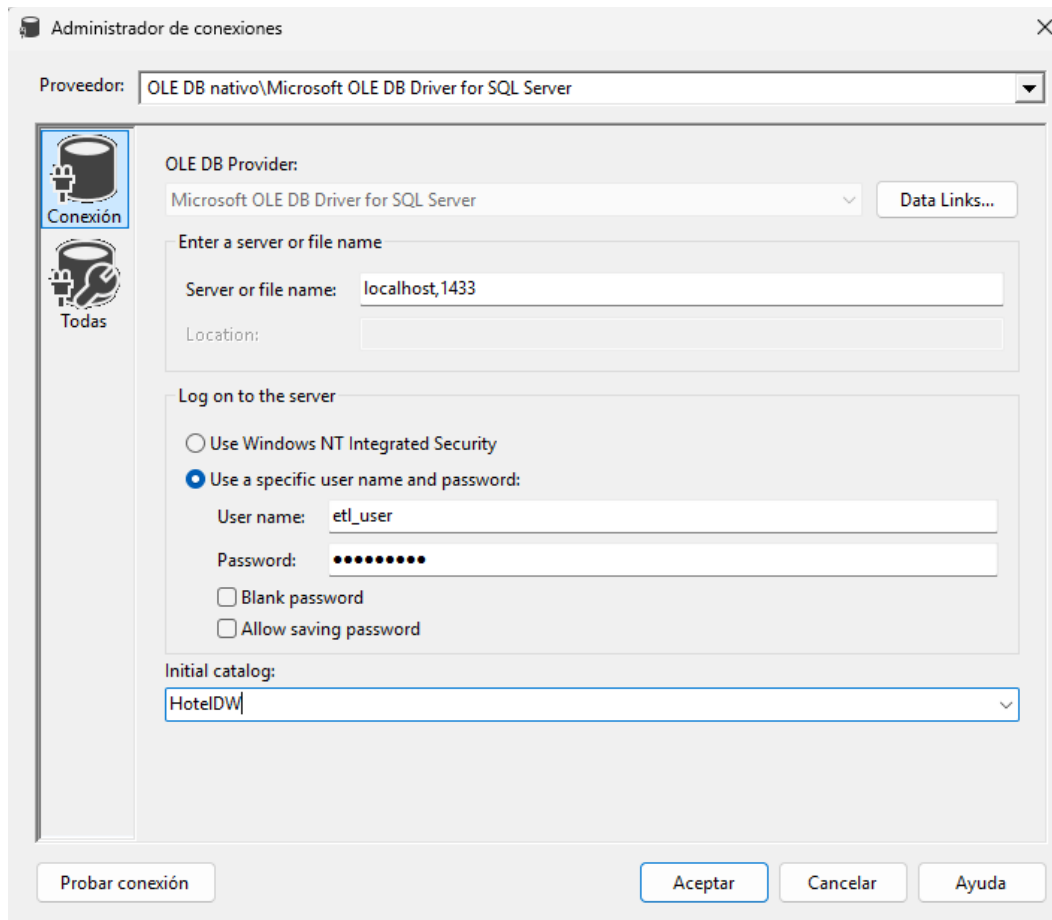 Administrador de conexiones
Proveedor: OLE DB nativo\Microsoft OLE DB Driver for SQL Server
Conexión
Todas
OLE DB Provider:
Microsoft OLE DB Driver for SQL Server
Data Links...
Enter a server or file name
Server or file name: localhost,1433
Location:
Log on to the server
Use Windows NT Integrated Security
Use a specific user name and password:
User name: etl_user
Password: •••••••••
Blank password
Allow saving password
Initial catalog:
HotelDW
Probar conexión Aceptar Cancelar Ayuda